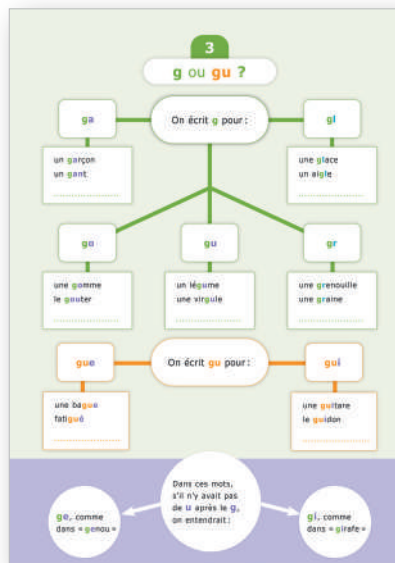 3
g ou gu ?
ga
On écrit g pour :
gl
un garçon
un gant
une glace
un aigle
go
gu
gr
une gomme
le gouter
un légume
une virgule
une grenouille
une graine
gue
On écrit gu pour :
gui
une bague
fatigué
une guitare
le guidon
Dans ces mots,
s'il n'y avait pas
de u après le g,
on entendrait :
ge, comme
dans « genou »
gi, comme
dans « girafe »